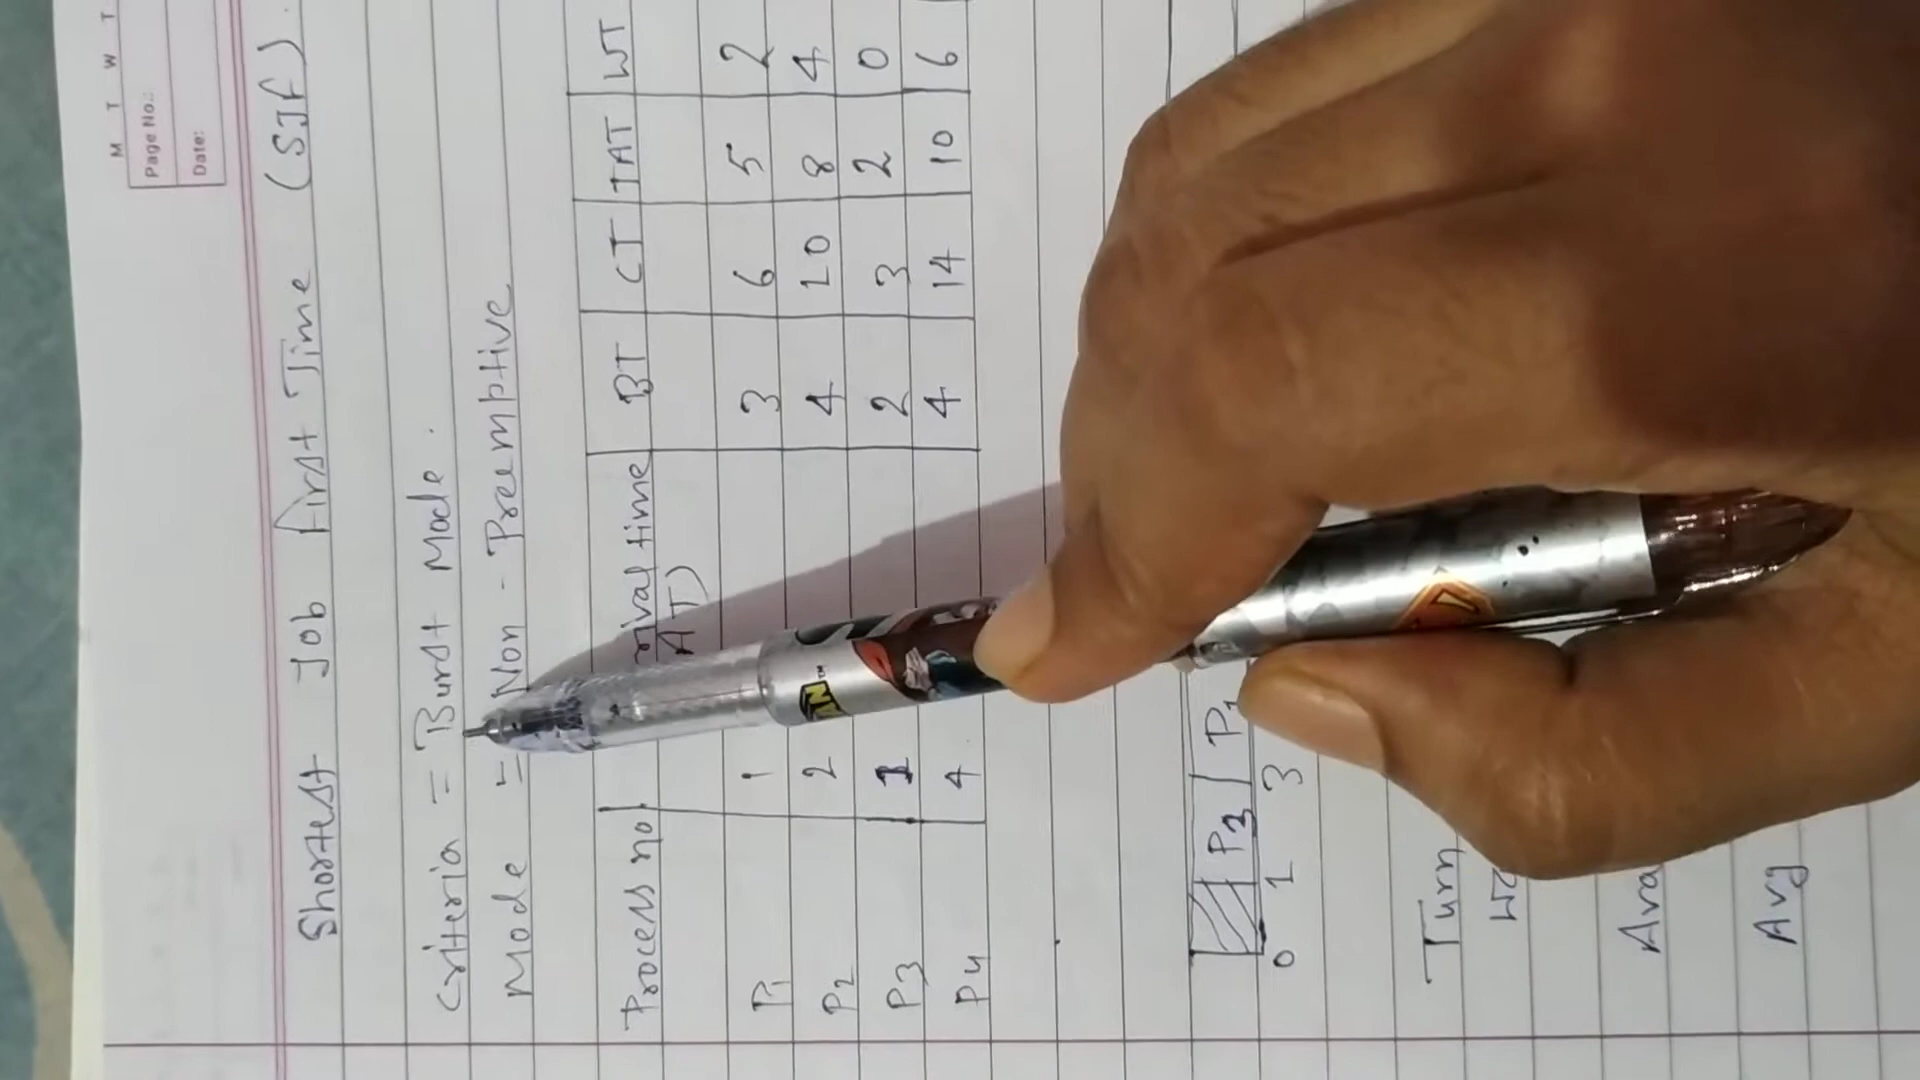 M T W T
Page No.:
Date:
Shortest Job First Time (SJF)
Criteria = Burst Mode.
Mode = Non - Preemptive
Process no rival time BT CT TAT WT
AT)
P1 1 3 6 5 2
P2 2 4 10 8 4
P3 1 2 3 2 0
P4 4 4 14 10 6
P3 P1
0 1 3
Turn
Avg